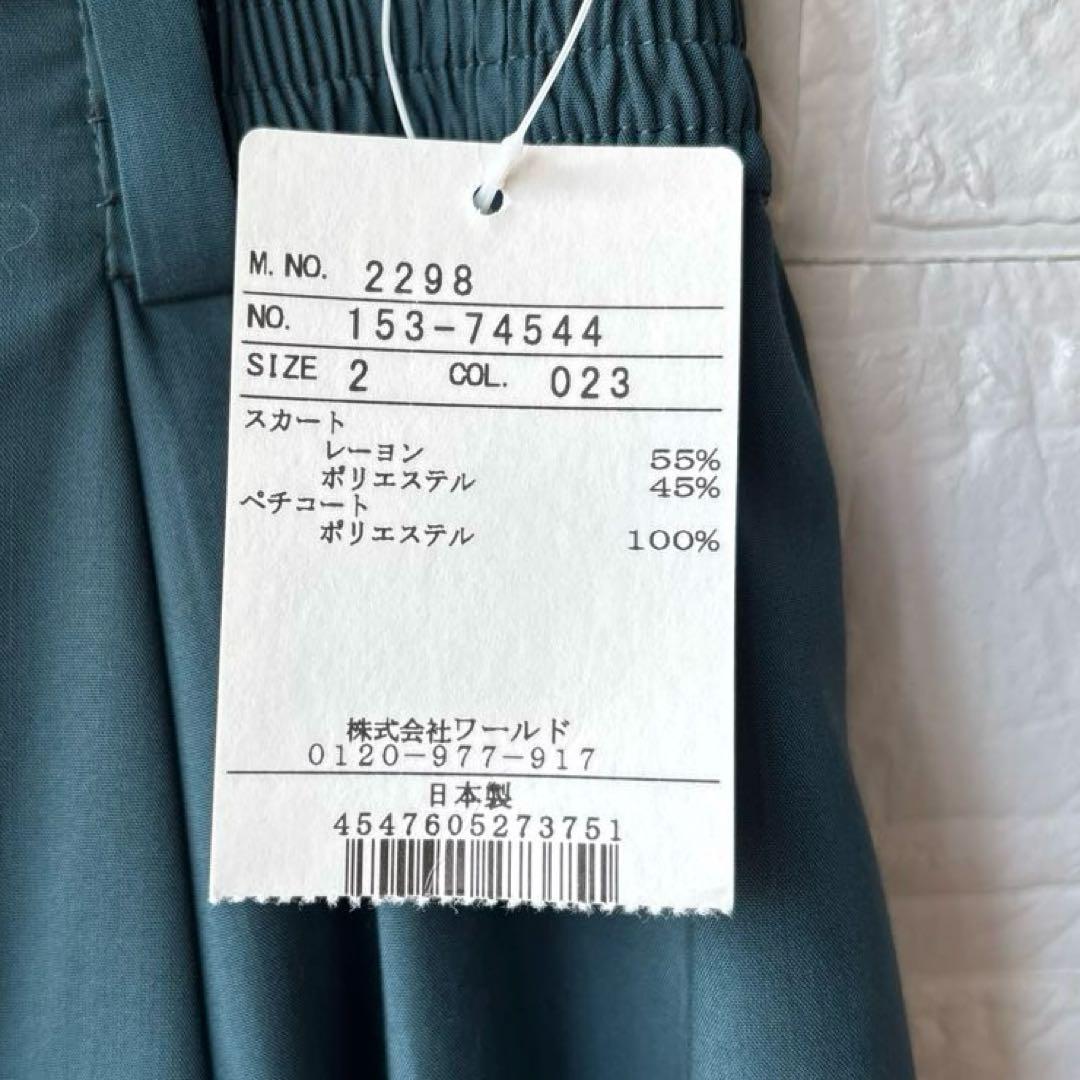 M. NO. 2298
NO. 153-74544
SIZE 2 COL. 023
スカート
レーヨン 55%
ポリエステル 45%
ペチコート
ポリエステル 100%
株式会社ワールド
0120-977-917
日本製
4547605273751